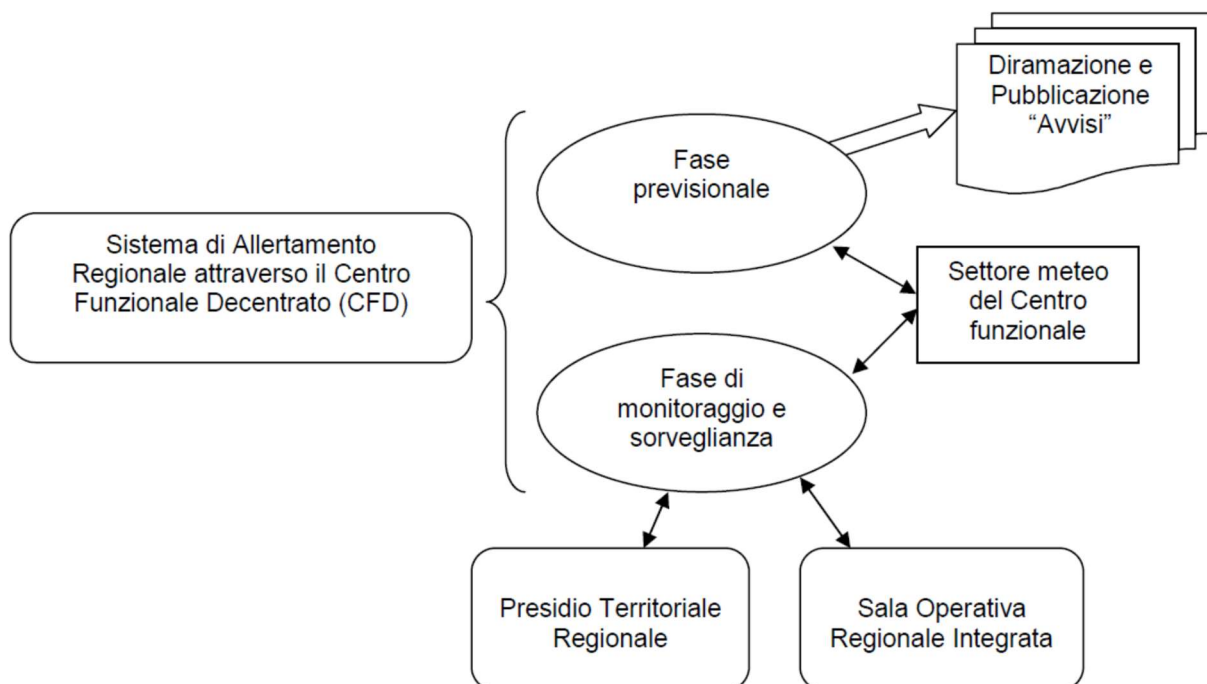 Diramazione e
Pubblicazione
“Avvisi”
Fase
previsionale
Sistema di Allertamento
Regionale attraverso il Centro
Funzionale Decentrato (CFD)
Settore meteo
del Centro
funzionale
Fase di
monitoraggio e
sorveglianza
Presidio Territoriale
Regionale
Sala Operativa
Regionale Integrata